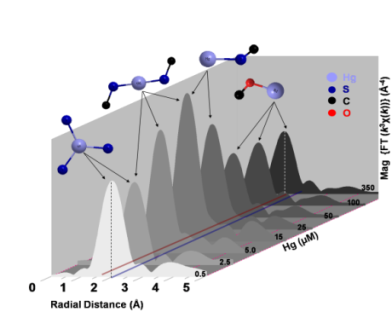 Hg
S
C
O
Mag {FT (k³χ(k))} (Å⁻⁴)
350
100
50
25
15
5.0
2.5
0.5
Hg (µM)
0 1 2 3 4 5
Radial Distance (Å)